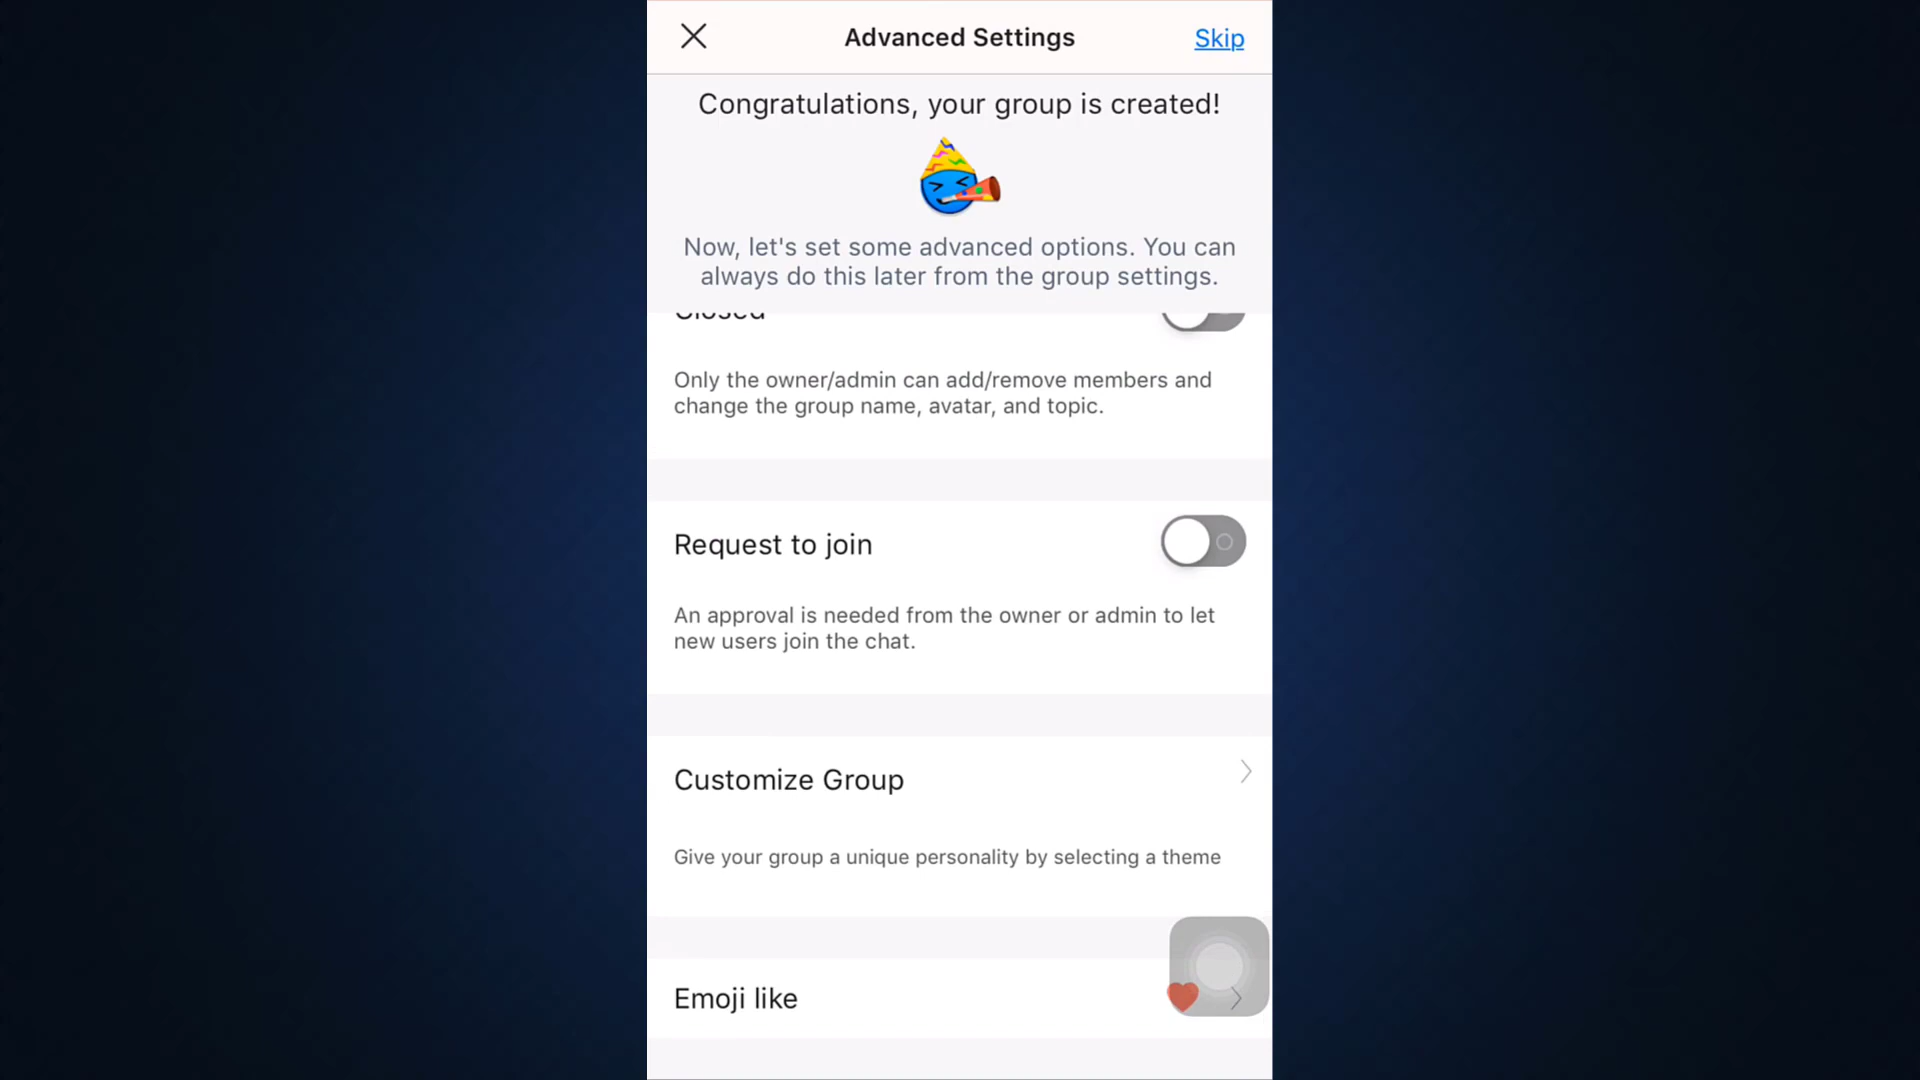 Advanced Settings
Skip
Congratulations, your group is created!
Now, let's set some advanced options. You can
always do this later from the group settings.
Closed
Only the owner/admin can add/remove members and
change the group name, avatar, and topic.
Request to join
An approval is needed from the owner or admin to let
new users join the chat.
Customize Group
Give your group a unique personality by selecting a theme
Emoji like